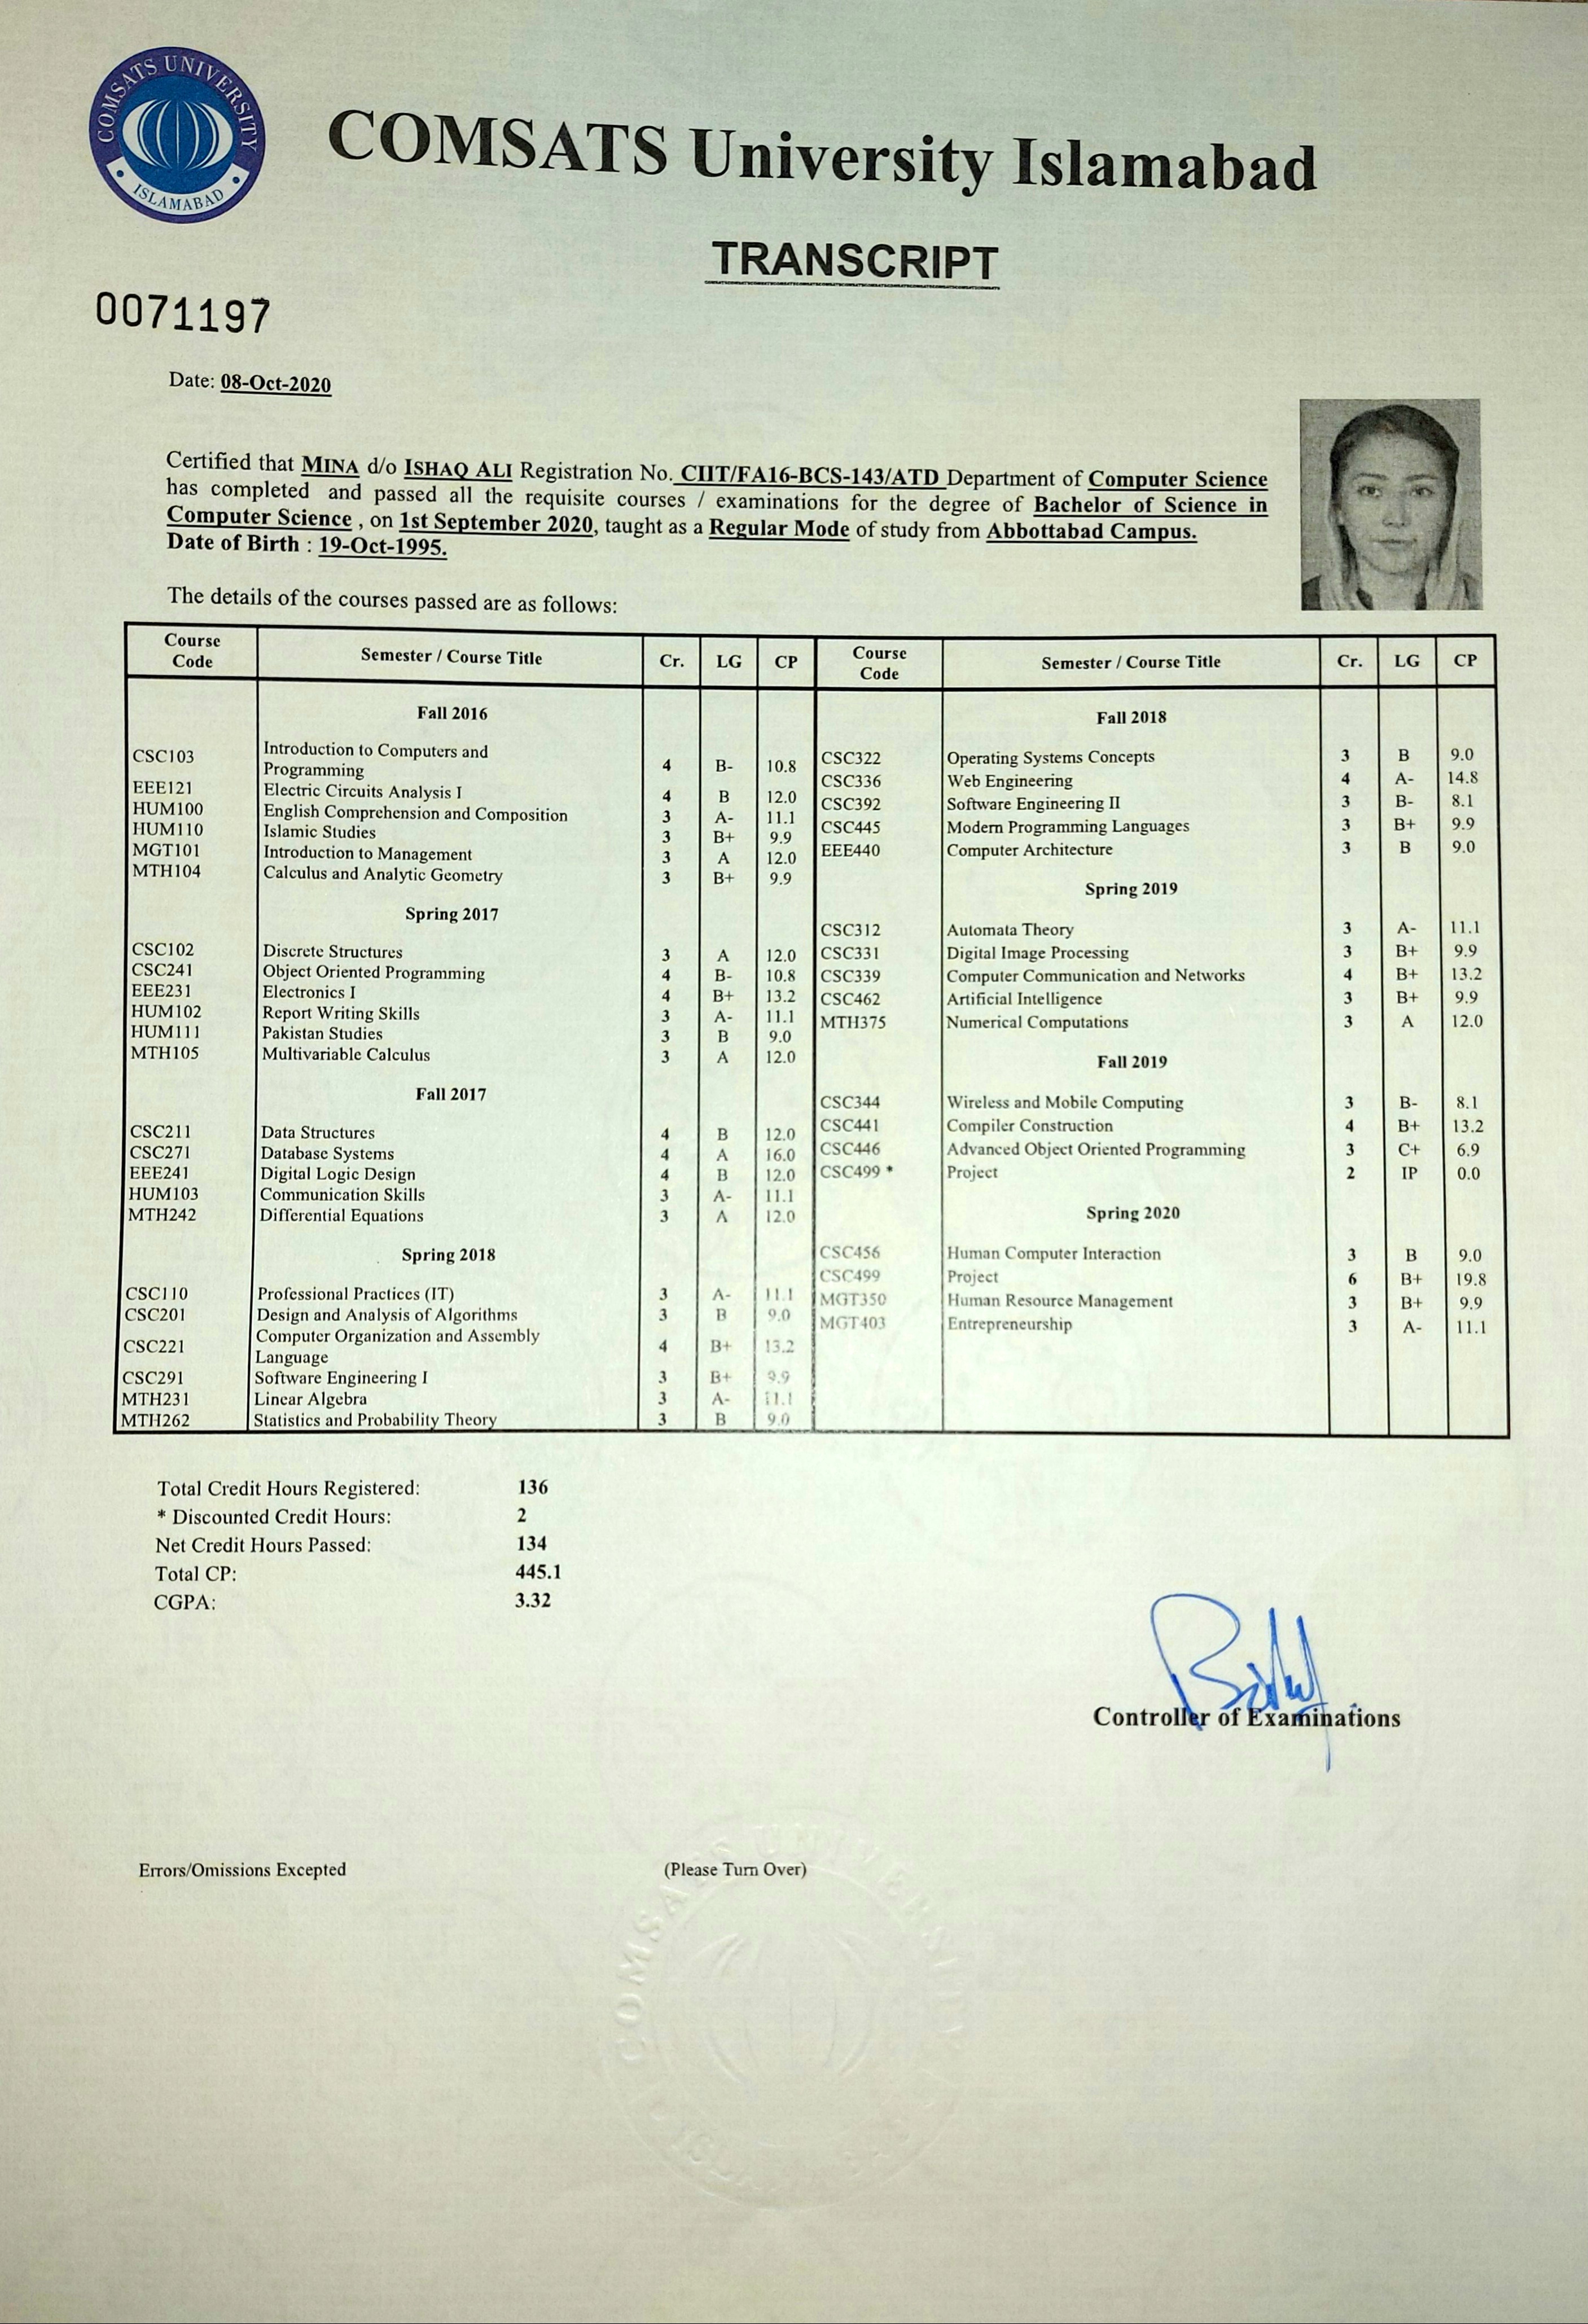 COMSATS UNIVERSITY
ISLAMABAD
COMSATS University Islamabad
TRANSCRIPT
0071197
Date: 08-Oct-2020
Certified that MINA d/o ISHAQ ALI Registration No. CIIT/FA16-BCS-143/ATD Department of Computer Science
has completed and passed all the requisite courses / examinations for the degree of Bachelor of Science in
Computer Science , on 1st September 2020, taught as a Regular Mode of study from Abbottabad Campus.
Date of Birth : 19-Oct-1995.
The details of the courses passed are as follows:
Course Code Semester / Course Title Cr. LG CP
Fall 2016
CSC103 Introduction to Computers and Programming 4 B- 10.8
EEE121 Electric Circuits Analysis I 4 B 12.0
HUM100 English Comprehension and Composition 3 A- 11.1
HUM110 Islamic Studies 3 B+ 9.9
MGT101 Introduction to Management 3 A 12.0
MTH104 Calculus and Analytic Geometry 3 B+ 9.9
Spring 2017
CSC102 Discrete Structures 3 A 12.0
CSC241 Object Oriented Programming 4 B- 10.8
EEE231 Electronics I 4 B+ 13.2
HUM102 Report Writing Skills 3 A- 11.1
HUM111 Pakistan Studies 3 B 9.0
MTH105 Multivariable Calculus 3 A 12.0
Fall 2017
CSC211 Data Structures 4 B 12.0
CSC271 Database Systems 4 A 16.0
EEE241 Digital Logic Design 4 B 12.0
HUM103 Communication Skills 3 A- 11.1
MTH242 Differential Equations 3 A 12.0
Spring 2018
CSC110 Professional Practices (IT) 3 A- 11.1
CSC201 Design and Analysis of Algorithms 3 B 9.0
CSC221 Computer Organization and Assembly Language 4 B+ 13.2
CSC291 Software Engineering I 3 B+ 9.9
MTH231 Linear Algebra 3 A- 11.1
MTH262 Statistics and Probability Theory 3 B 9.0
Course Code Semester / Course Title Cr. LG CP
Fall 2018
CSC322 Operating Systems Concepts 3 B 9.0
CSC336 Web Engineering 4 A- 14.8
CSC392 Software Engineering II 3 B- 8.1
CSC445 Modern Programming Languages 3 B+ 9.9
EEE440 Computer Architecture 3 B 9.0
Spring 2019
CSC312 Automata Theory 3 A- 11.1
CSC331 Digital Image Processing 3 B+ 9.9
CSC339 Computer Communication and Networks 4 B+ 13.2
CSC462 Artificial Intelligence 3 B+ 9.9
MTH375 Numerical Computations 3 A 12.0
Fall 2019
CSC344 Wireless and Mobile Computing 3 B- 8.1
CSC441 Compiler Construction 4 B+ 13.2
CSC446 Advanced Object Oriented Programming 3 C+ 6.9
CSC499 * Project 2 IP 0.0
Spring 2020
CSC456 Human Computer Interaction 3 B 9.0
CSC499 Project 6 B+ 19.8
MGT350 Human Resource Management 3 B+ 9.9
MGT403 Entrepreneurship 3 A- 11.1
Total Credit Hours Registered: 136
* Discounted Credit Hours: 2
Net Credit Hours Passed: 134
Total CP: 445.1
CGPA: 3.32
Controller of Examinations
Errors/Omissions Excepted (Please Turn Over)